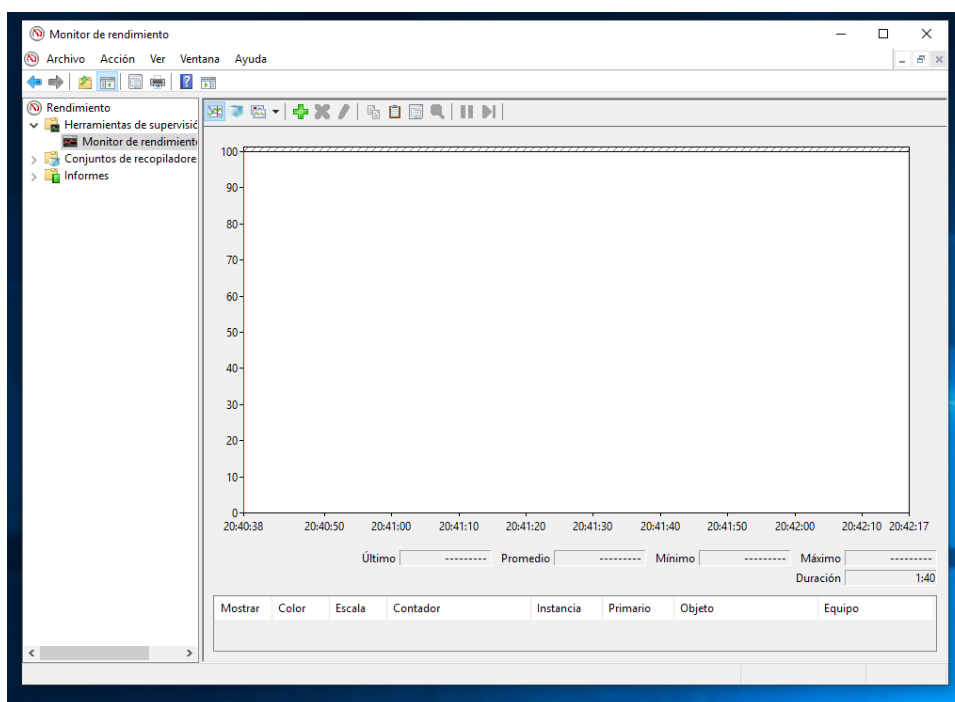 Monitor de rendimiento
Archivo Acción Ver Ventana Ayuda
Rendimiento
Herramientas de supervisió
Monitor de rendimient
Conjuntos de recopiladore
Informes
100
90
80
70
60
50
40
30
20
10
0
20:40:38 20:40:50 20:41:00 20:41:10 20:41:20 20:41:30 20:41:40 20:41:50 20:42:00 20:42:10 20:42:17
Último --------- Promedio --------- Mínimo --------- Máximo ---------
Duración 1:40
Mostrar Color Escala Contador Instancia Primario Objeto Equipo